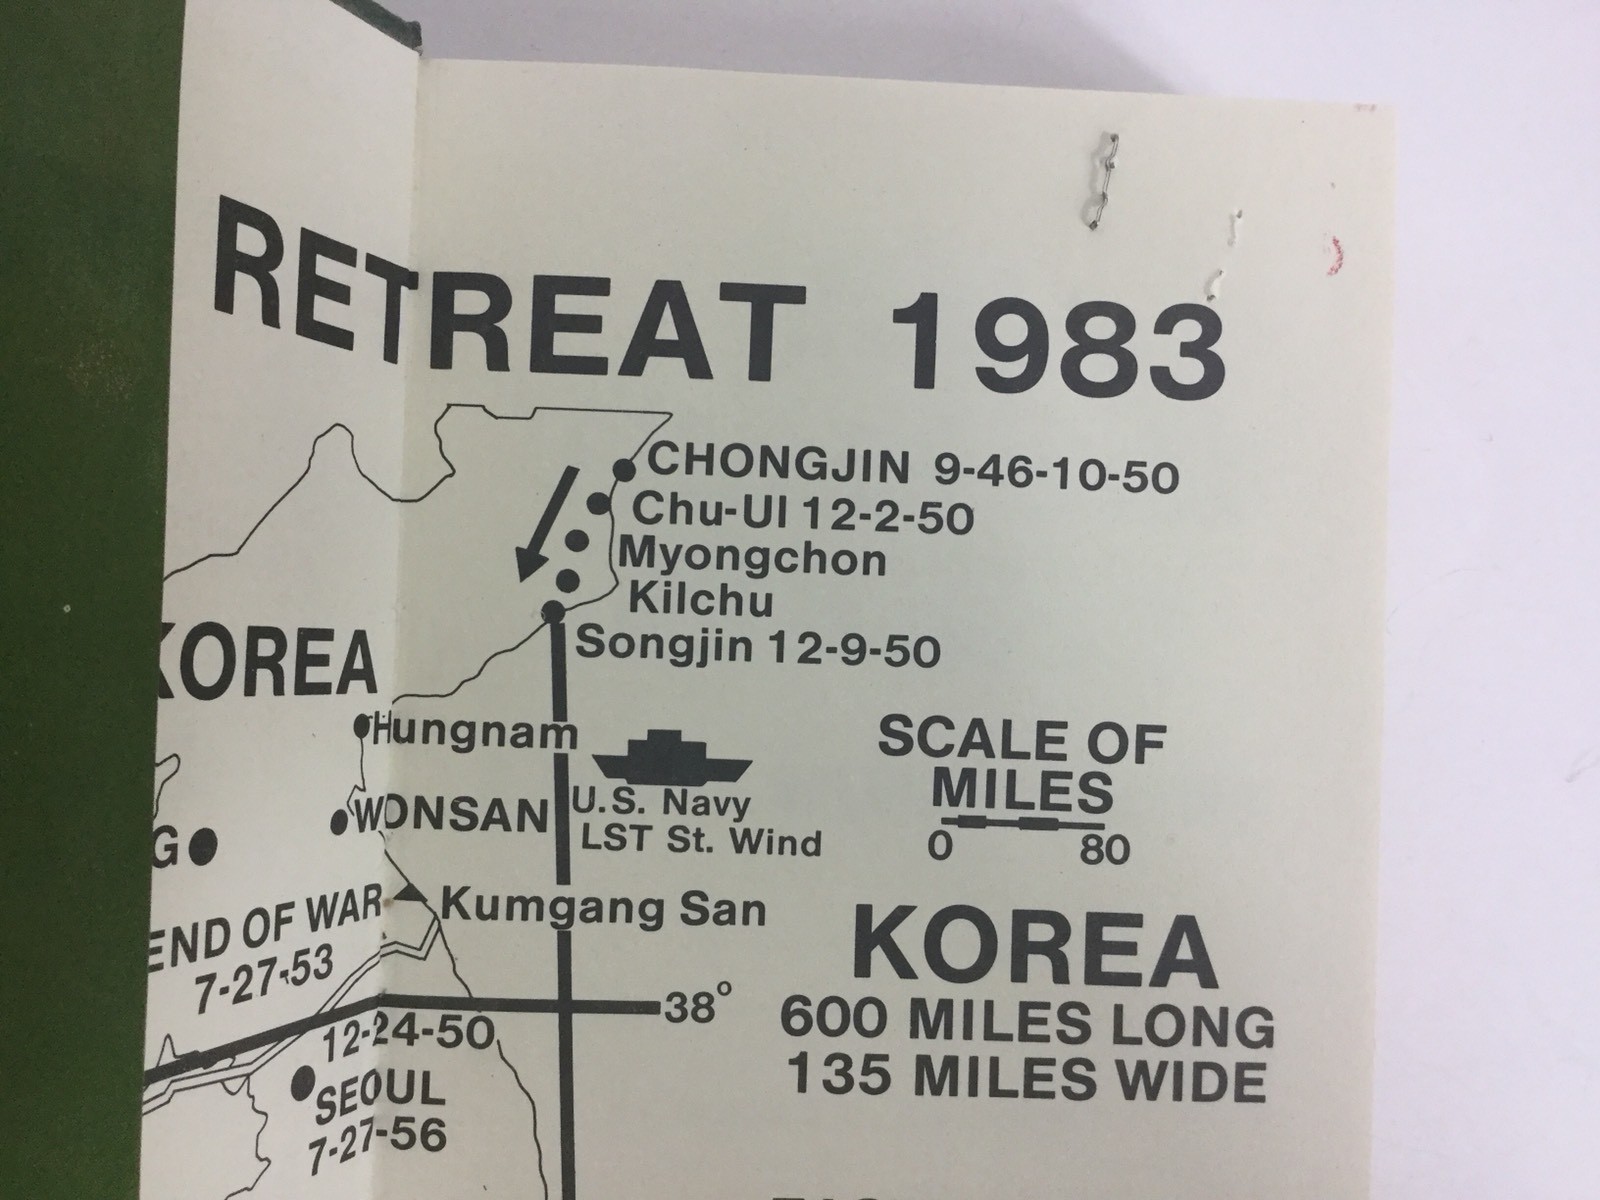 RETREAT 1983
CHONGJIN 9-46-10-50
Chu-Ul 12-2-50
Myongchon
Kilchu
Songjin 12-9-50
KOREA
Hungnam
WONSAN
U.S. Navy
LST St. Wind
SCALE OF
MILES
0 80
G
Kumgang San
END OF WAR
7-27-53
38°
12-24-50
SEOUL
7-27-56
KOREA
600 MILES LONG
135 MILES WIDE